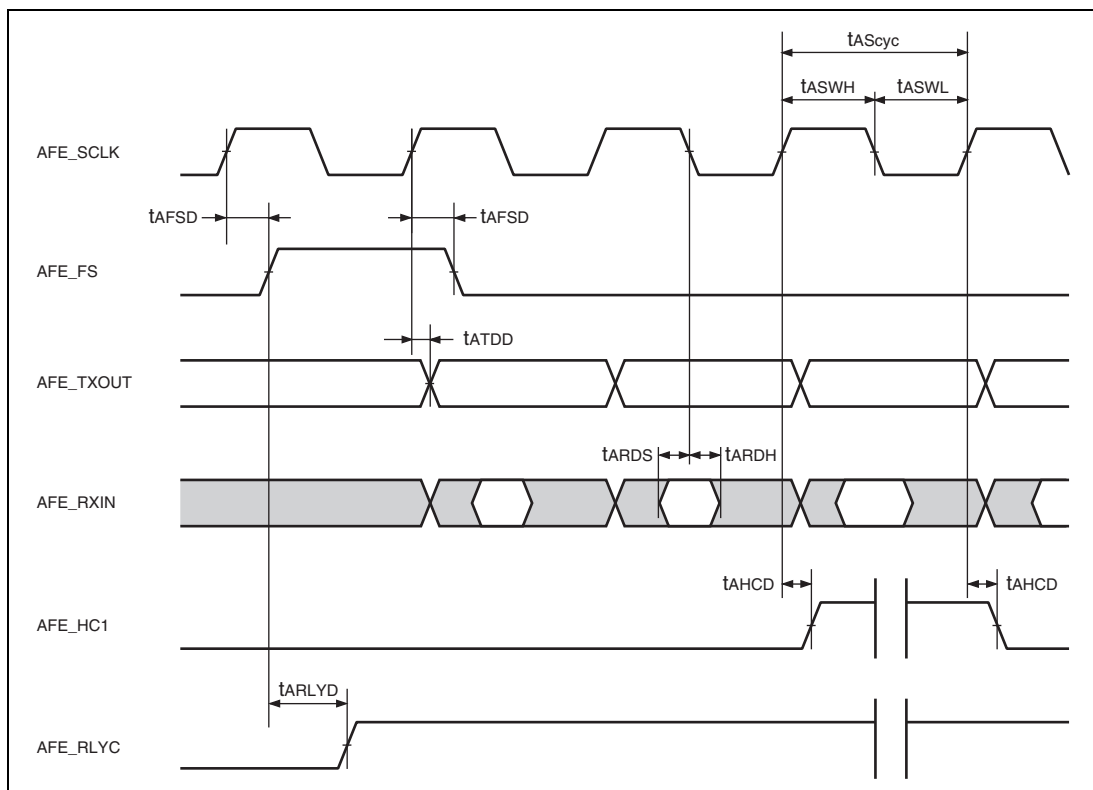 tAScyc
tASWH tASWL
AFE_SCLK
tAFSD tAFSD
AFE_FS
tATDD
AFE_TXOUT
tARDS tARDH
AFE_RXIN
tAHCD tAHCD
AFE_HC1
tARLYD
AFE_RLYC